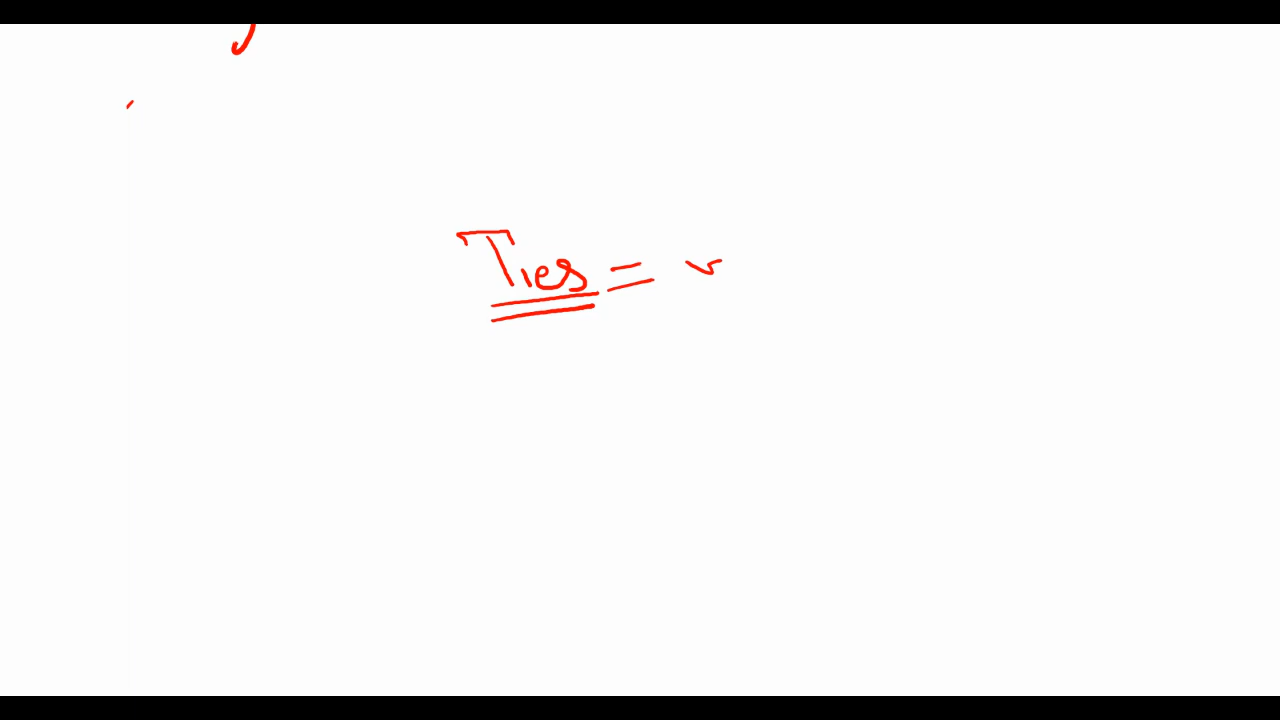 Ties = v